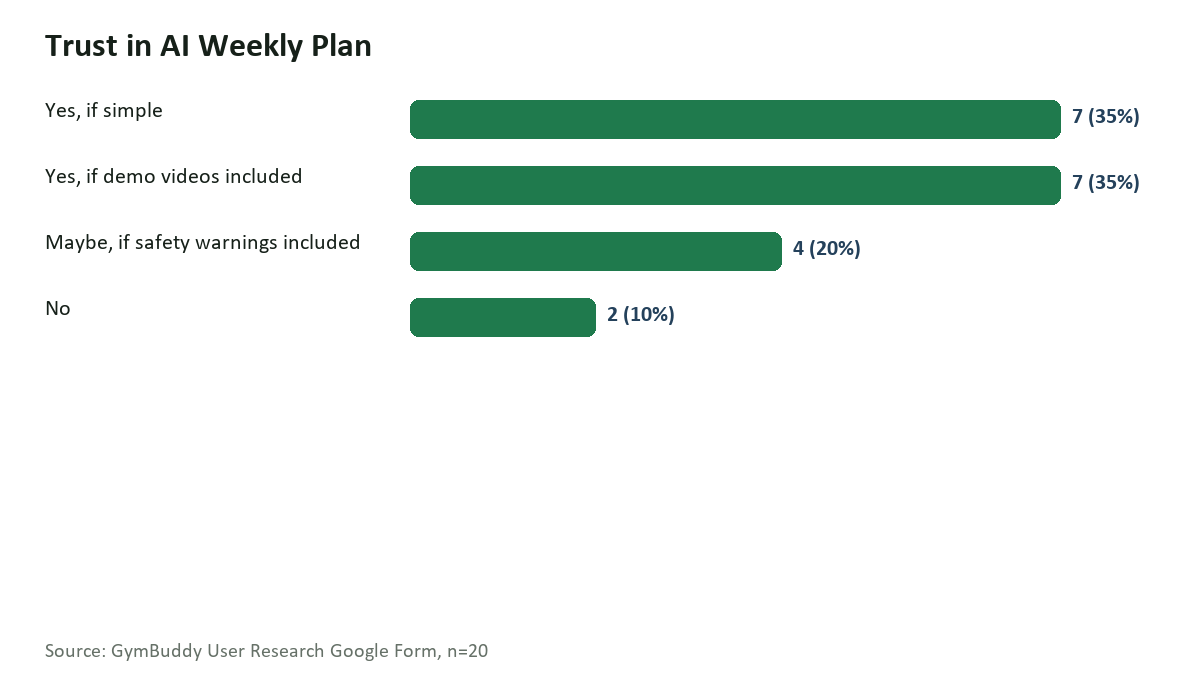 Trust in AI Weekly Plan
Yes, if simple
7 (35%)
Yes, if demo videos included
7 (35%)
Maybe, if safety warnings included
4 (20%)
No
2 (10%)
Source: GymBuddy User Research Google Form, n=20